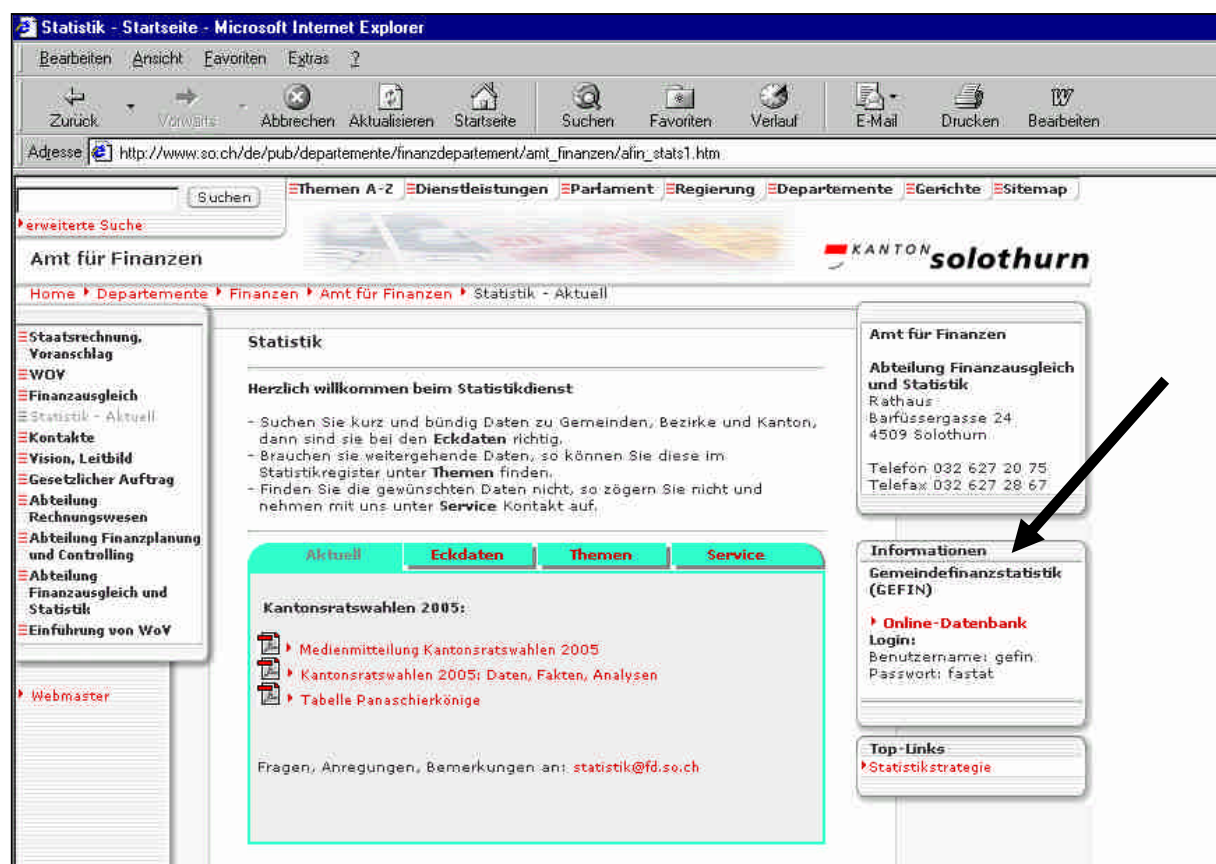 Statistik - Startseite - Microsoft Internet Explorer
Bearbeiten Ansicht Favoriten Extras ?
Zurück Vorwärts Abbrechen Aktualisieren Startseite Suchen Favoriten Verlauf E-Mail Drucken Bearbeiten
Adresse http://www.so.ch/de/pub/departemente/finanzdepartement/amt_finanzen/afin_stats1.htm
Suchen
Themen A-Z Dienstleistungen Parlament Regierung Departemente Gerichte Sitemap
erweiterte Suche
Amt für Finanzen
KANTON solothurn
Home Departemente Finanzen Amt für Finanzen Statistik - Aktuell
Staatsrechnung,
Voranschlag
WOV
Finanzausgleich
Statistik - Aktuell
Kontakte
Vision, Leitbild
Gesetzlicher Auftrag
Abteilung
Rechnungswesen
Abteilung Finanzplanung
und Controlling
Abteilung
Finanzausgleich und
Statistik
Einführung von WoV
Webmaster
Statistik
Herzlich willkommen beim Statistikdienst
- Suchen Sie kurz und bündig Daten zu Gemeinden, Bezirke und Kanton,
dann sind sie bei den Eckdaten richtig.
- Brauchen sie weitergehende Daten, so können Sie diese im
Statistikregister unter Themen finden.
- Finden Sie die gewünschten Daten nicht, so zögern Sie nicht und
nehmen mit uns unter Service Kontakt auf.
Aktuell Eckdaten Themen Service
Kantonsratswahlen 2005:
Medienmitteilung Kantonsratswahlen 2005
Kantonsratswahlen 2005: Daten, Fakten, Analysen
Tabelle Panaschierkönige
Fragen, Anregungen, Bemerkungen an: statistik@fd.so.ch
Amt für Finanzen
Abteilung Finanzausgleich
und Statistik
Rathaus
Barfüssergasse 24
4509 Solothurn
Telefon 032 627 20 75
Telefax 032 627 28 67
Informationen
Gemeindefinanzstatistik
(GEFIN)
Online-Datenbank
Login:
Benutzername: gefin
Passwort: fastat
Top-Links
Statistikstrategie